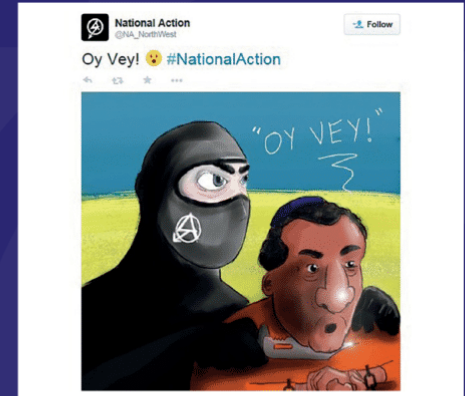 National Action
@NA_NorthWest
Follow
Oy Vey! 😮 #NationalAction
"OY VEY!"